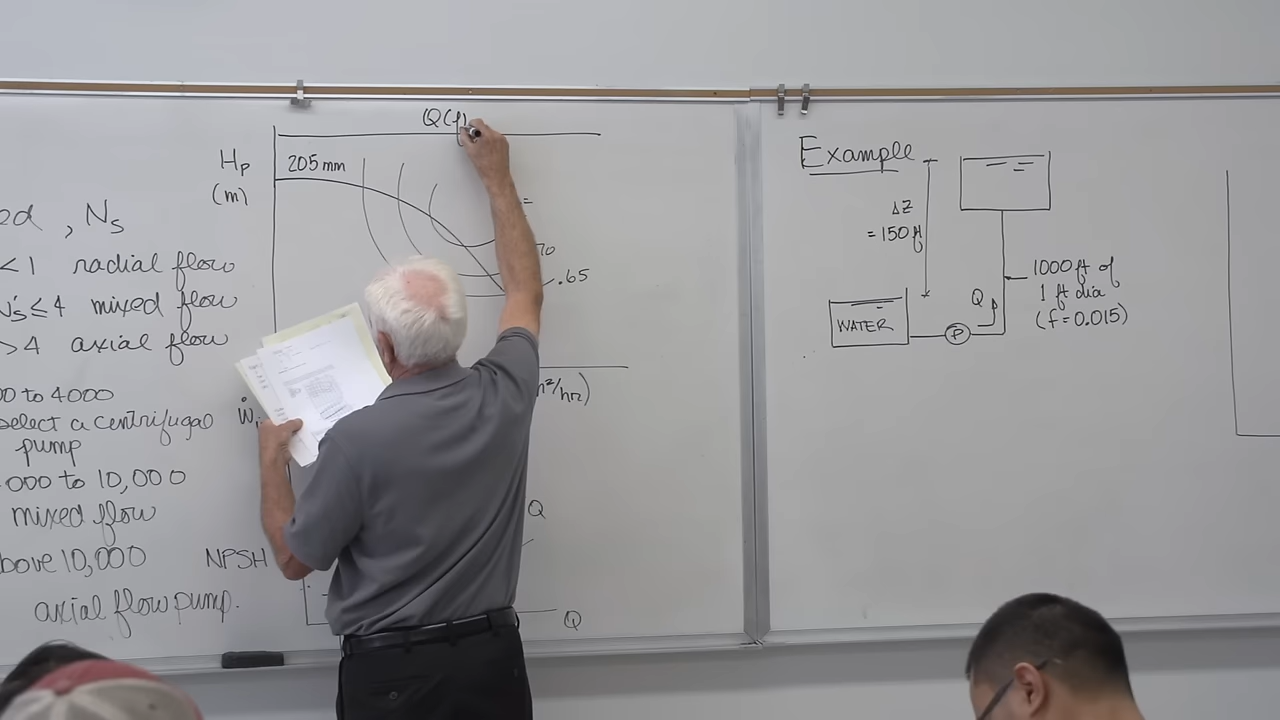 ed , Ns
<1 radial flow
N's ≤ 4 mixed flow
>4 axial flow
00 to 4000
select a centrifugal
pump
000 to 10,000
mixed flow
bove 10,000
axial flow pump.
Q(f
Hp
(m)
205 mm
=
70
.65
m²/hr)
Ẇi
Q
NPSH
Q
Example
ΔZ
= 150 ft
WATER
P
Q
1000 ft of
1 ft dia
(f = 0.015)